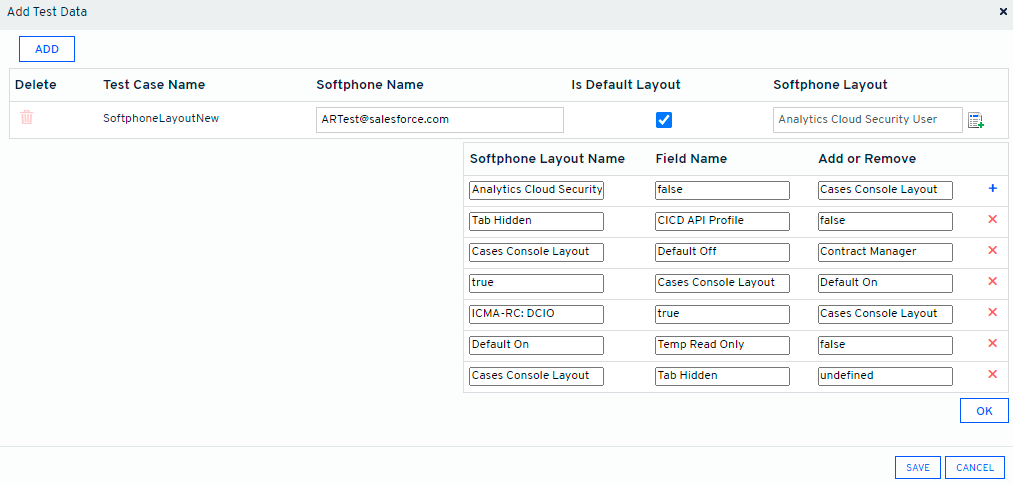 Add Test Data ×
ADD
Delete Test Case Name Softphone Name Is Default Layout Softphone Layout
SoftphoneLayoutNew ARTest@salesforce.com Analytics Cloud Security User
Softphone Layout Name Field Name Add or Remove
Analytics Cloud Security false Cases Console Layout +
Tab Hidden CICD API Profile false ×
Cases Console Layout Default Off Contract Manager ×
true Cases Console Layout Default On ×
ICMA-RC: DCIO true Cases Console Layout ×
Default On Temp Read Only false ×
Cases Console Layout Tab Hidden undefined ×
OK
SAVE CANCEL